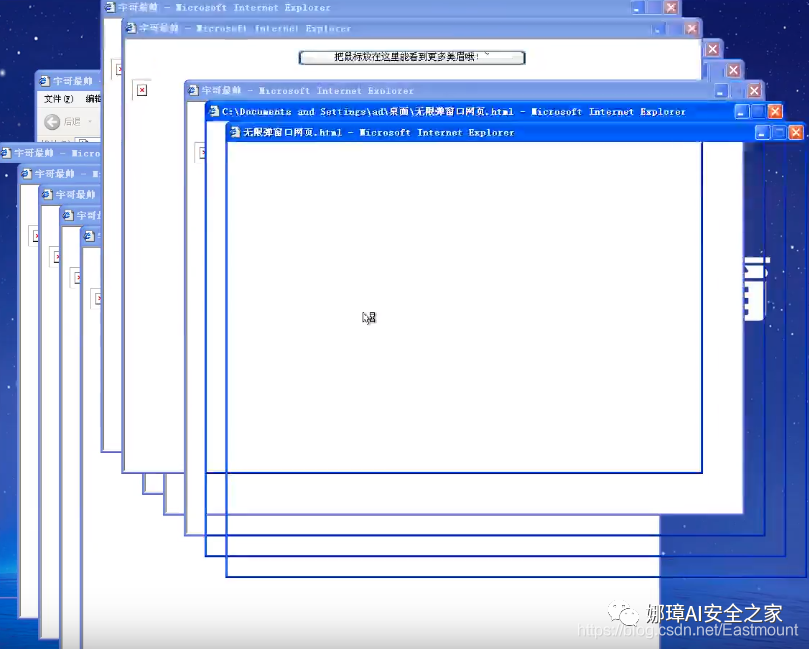 宇哥最帅 - Microsoft Internet Explorer
宇哥最帅 - Microsoft Internet Explorer
把鼠标放在这里能看到更多美眉哦！~
宇哥最帅 -
文件(F) 编辑
后退
宇哥最帅 - Microsoft Internet Explorer
C:\Documents and Settings\ad\桌面\无限弹窗口网页.html - Microsoft Internet Explorer
无限弹窗口网页.html - Microsoft Internet Explorer
宇哥最帅 - Micro
宇哥最帅 - M
宇哥最帅
宇哥
娜璋AI安全之家
https://blog.csdn.net/Eastmount